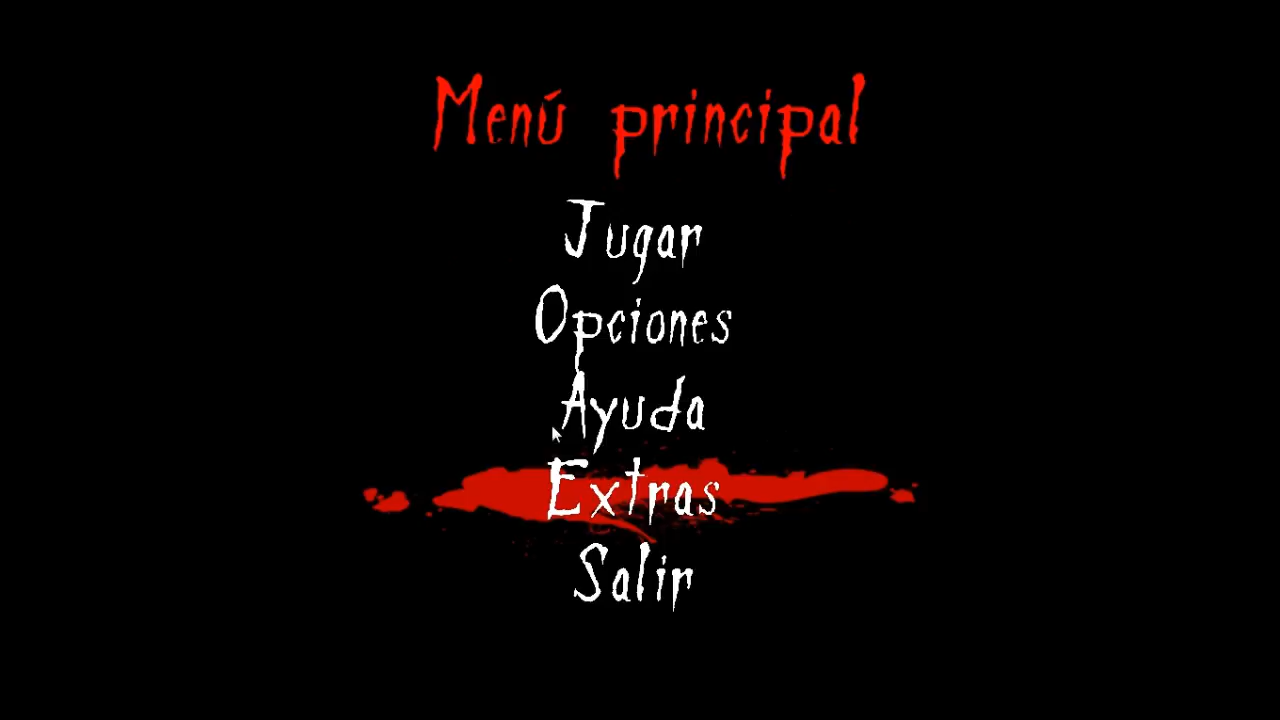 Menú principal
Jugar
Opciones
Ayuda
Extras
Salir